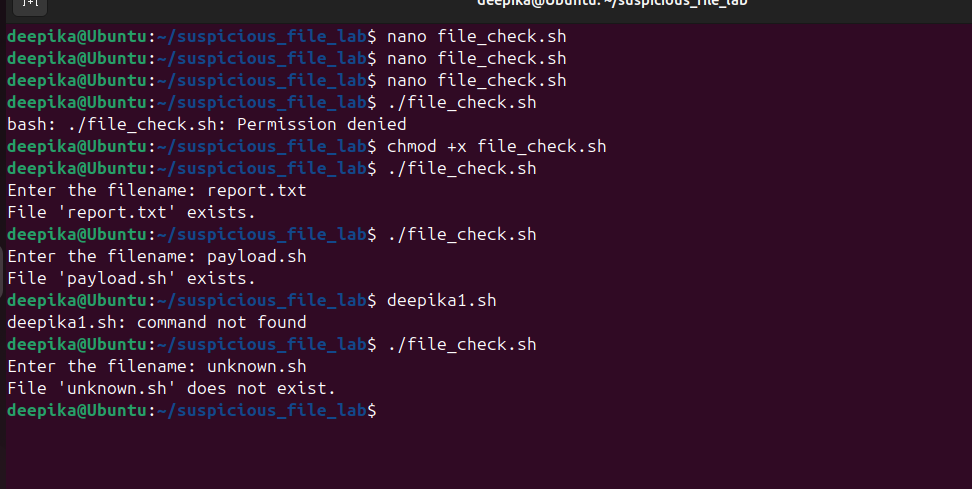 deepika@Ubuntu: ~/suspicious_file_lab
deepika@Ubuntu:~/suspicious_file_lab$ nano file_check.sh
deepika@Ubuntu:~/suspicious_file_lab$ nano file_check.sh
deepika@Ubuntu:~/suspicious_file_lab$ nano file_check.sh
deepika@Ubuntu:~/suspicious_file_lab$ ./file_check.sh
bash: ./file_check.sh: Permission denied
deepika@Ubuntu:~/suspicious_file_lab$ chmod +x file_check.sh
deepika@Ubuntu:~/suspicious_file_lab$ ./file_check.sh
Enter the filename: report.txt
File 'report.txt' exists.
deepika@Ubuntu:~/suspicious_file_lab$ ./file_check.sh
Enter the filename: payload.sh
File 'payload.sh' exists.
deepika@Ubuntu:~/suspicious_file_lab$ deepika1.sh
deepika1.sh: command not found
deepika@Ubuntu:~/suspicious_file_lab$ ./file_check.sh
Enter the filename: unknown.sh
File 'unknown.sh' does not exist.
deepika@Ubuntu:~/suspicious_file_lab$